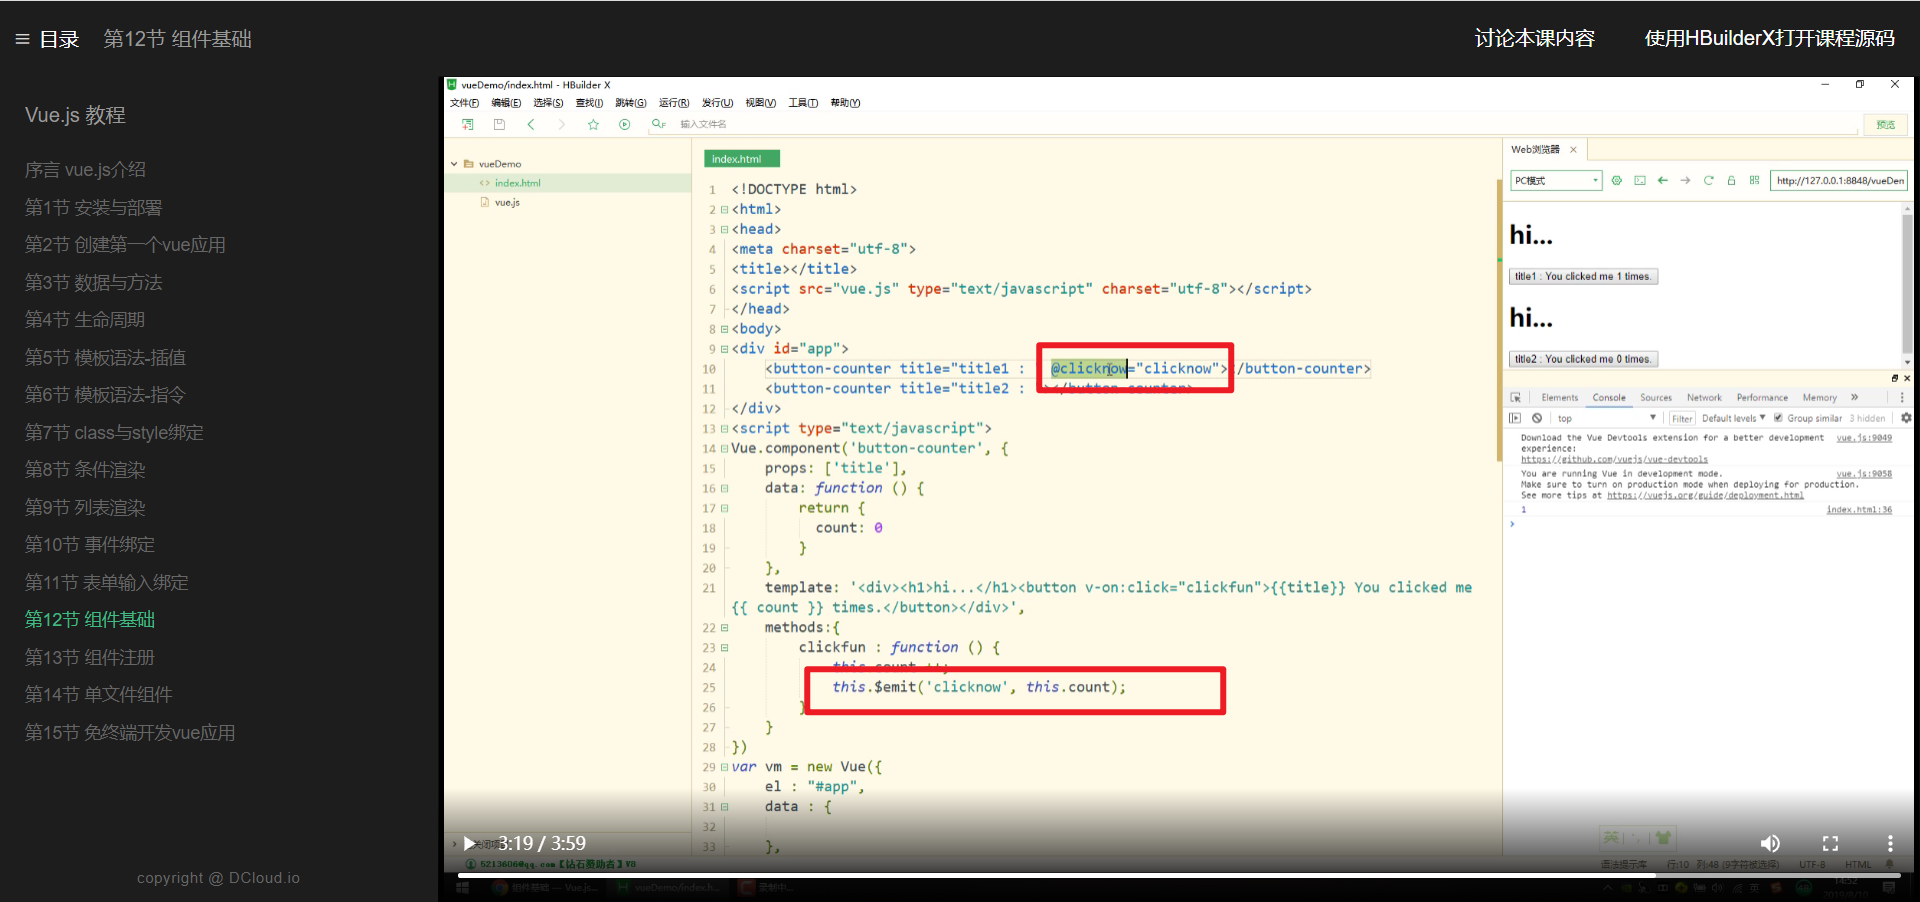 目录 第12节 组件基础 讨论本课内容 使用HBuilderX打开课程源码
Vue.js 教程
序言 vue.js介绍
第1节 安装与部署
第2节 创建第一个vue应用
第3节 数据与方法
第4节 生命周期
第5节 模板语法-插值
第6节 模板语法-指令
第7节 class与style绑定
第8节 条件渲染
第9节 列表渲染
第10节 事件绑定
第11节 表单输入绑定
第12节 组件基础
第13节 组件注册
第14节 单文件组件
第15节 免终端开发vue应用
copyright @ DCloud.io
vueDemo/index.html - HBuilder X
文件(F) 编辑(E) 选择(S) 查找(I) 跳转(G) 运行(R) 发行(U) 视图(V) 工具(T) 帮助(Y)
输入文件名 预览
vueDemo
index.html
vue.js
index.html
1 <!DOCTYPE html>
2 <html>
3 <head>
4 <meta charset="utf-8">
5 <title></title>
6 <script src="vue.js" type="text/javascript" charset="utf-8"></script>
7 </head>
8 <body>
9 <div id="app">
10 <button-counter title="title1 : " @clicknow="clicknow"></button-counter>
11 <button-counter title="title2 : "></button-counter>
12 </div>
13 <script type="text/javascript">
14 Vue.component('button-counter', {
15 props: ['title'],
16 data: function () {
17 return {
18 count: 0
19 }
20 },
21 template: '<div><h1>hi...</h1><button v-on:click="clickfun">{{title}} You clicked me
{{ count }} times.</button></div>',
22 methods:{
23 clickfun : function () {
24 this.count ++;
25 this.$emit('clicknow', this.count);
26 }
27 }
28 })
29 var vm = new Vue({
30 el : "#app",
31 data : {
32
33 },
Web浏览器
PC模式 http://127.0.0.1:8848/vueDen
hi...
title1 : You clicked me 1 times.
hi...
title2 : You clicked me 0 times.
Elements Console Sources Network Performance Memory »
top Filter Default levels Group similar 3 hidden
Download the Vue Devtools extension for a better development vue.js:9049
experience:
https://github.com/vuejs/vue-devtools
You are running Vue in development mode. vue.js:9058
Make sure to turn on production mode when deploying for production.
See more tips at https://vuejs.org/guide/deployment.html
1 index.html:36
3:19 / 3:59
英
语法提示库 行:10 列:48 (9字符被选择) UTF-8 HTML
组件基础 — Vue.js... vueDemo/index.h...
14:52